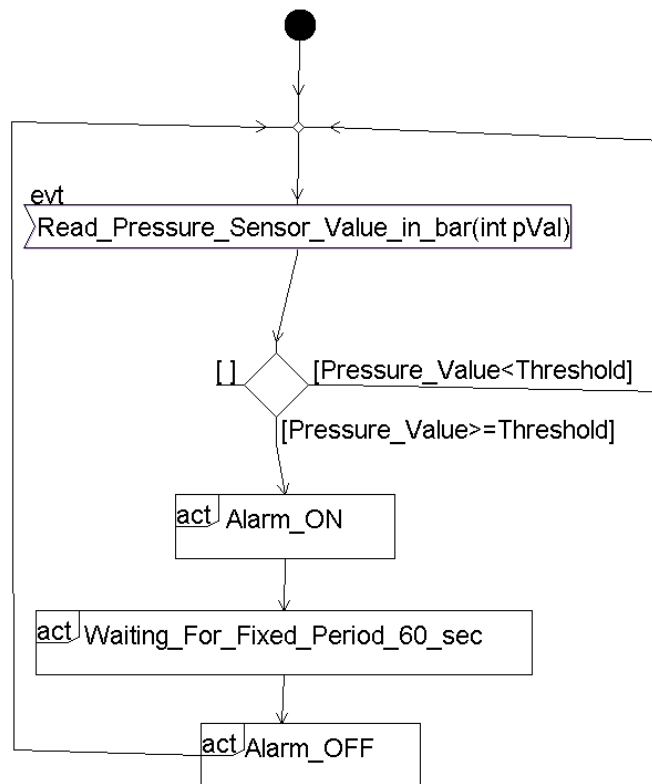 evt
Read_Pressure_Sensor_Value_in_bar(int pVal)
[ ]
[Pressure_Value<Threshold]
[Pressure_Value>=Threshold]
act Alarm_ON
act Waiting_For_Fixed_Period_60_sec
act Alarm_OFF